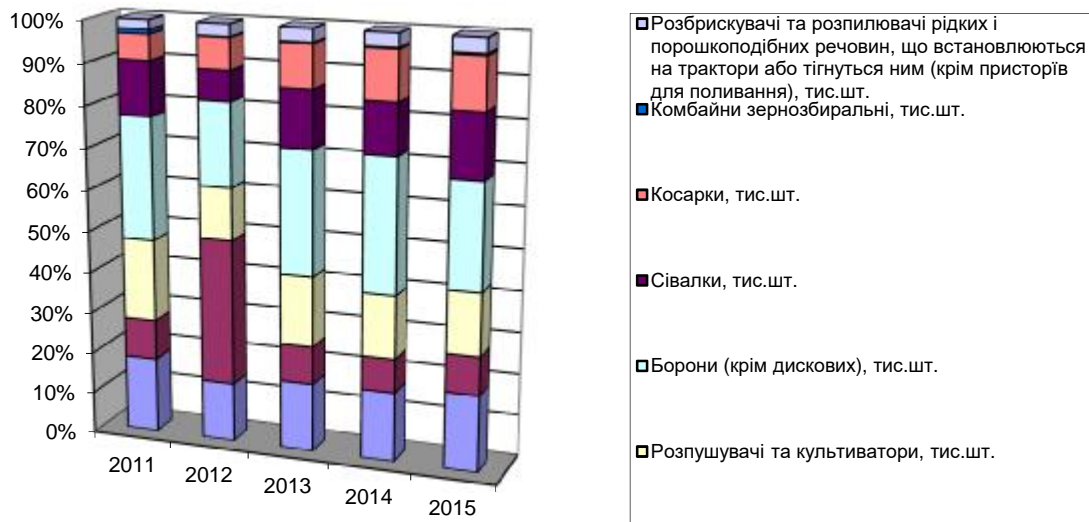 100%
90%
80%
70%
60%
50%
40%
30%
20%
10%
0%
2011
2012
2013
2014
2015
Розбрискувачі та розпилювачі рідких і
порошкоподібних речовин, що встановлюються
на трактори або тігнуться ним (крім присторїв
для поливання), тис.шт.
Комбайни зернозбиральні, тис.шт.
Косарки, тис.шт.
Сівалки, тис.шт.
Борони (крім дискових), тис.шт.
Розпушувачі та культиватори, тис.шт.